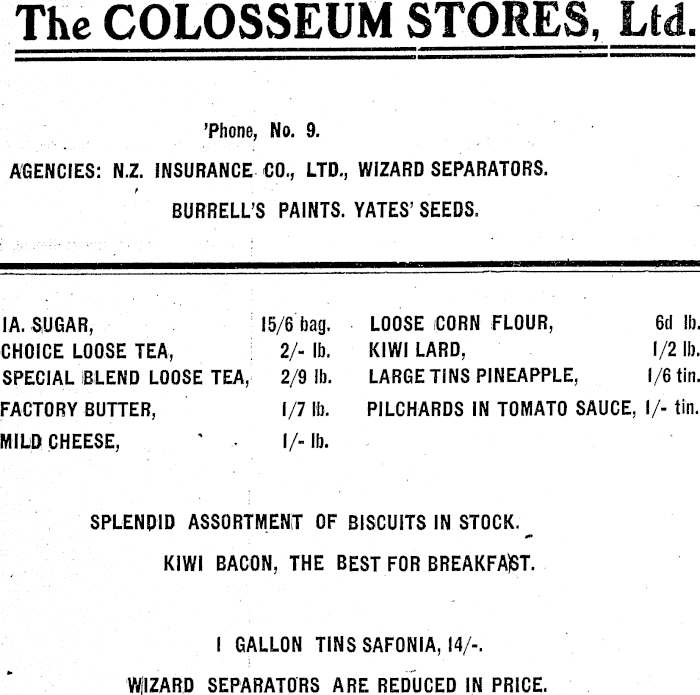 The COLOSSEUM STORES, Ltd.
'Phone, No. 9.
AGENCIES: N.Z. INSURANCE CO., LTD., WIZARD SEPARATORS.
BURRELL'S PAINTS. YATES' SEEDS.
1A. SUGAR, 15/6 bag.
CHOICE LOOSE TEA, 2/- lb.
SPECIAL BLEND LOOSE TEA, 2/9 lb.
FACTORY BUTTER, 1/7 lb.
MILD CHEESE, 1/- lb.
LOOSE CORN FLOUR, 6d lb.
KIWI LARD, 1/2 lb.
LARGE TINS PINEAPPLE, 1/6 tin.
PILCHARDS IN TOMATO SAUCE, 1/- tin.
SPLENDID ASSORTMENT OF BISCUITS IN STOCK.
KIWI BACON, THE BEST FOR BREAKFAST.
1 GALLON TINS SAFONIA, 14/-.
WIZARD SEPARATORS ARE REDUCED IN PRICE.